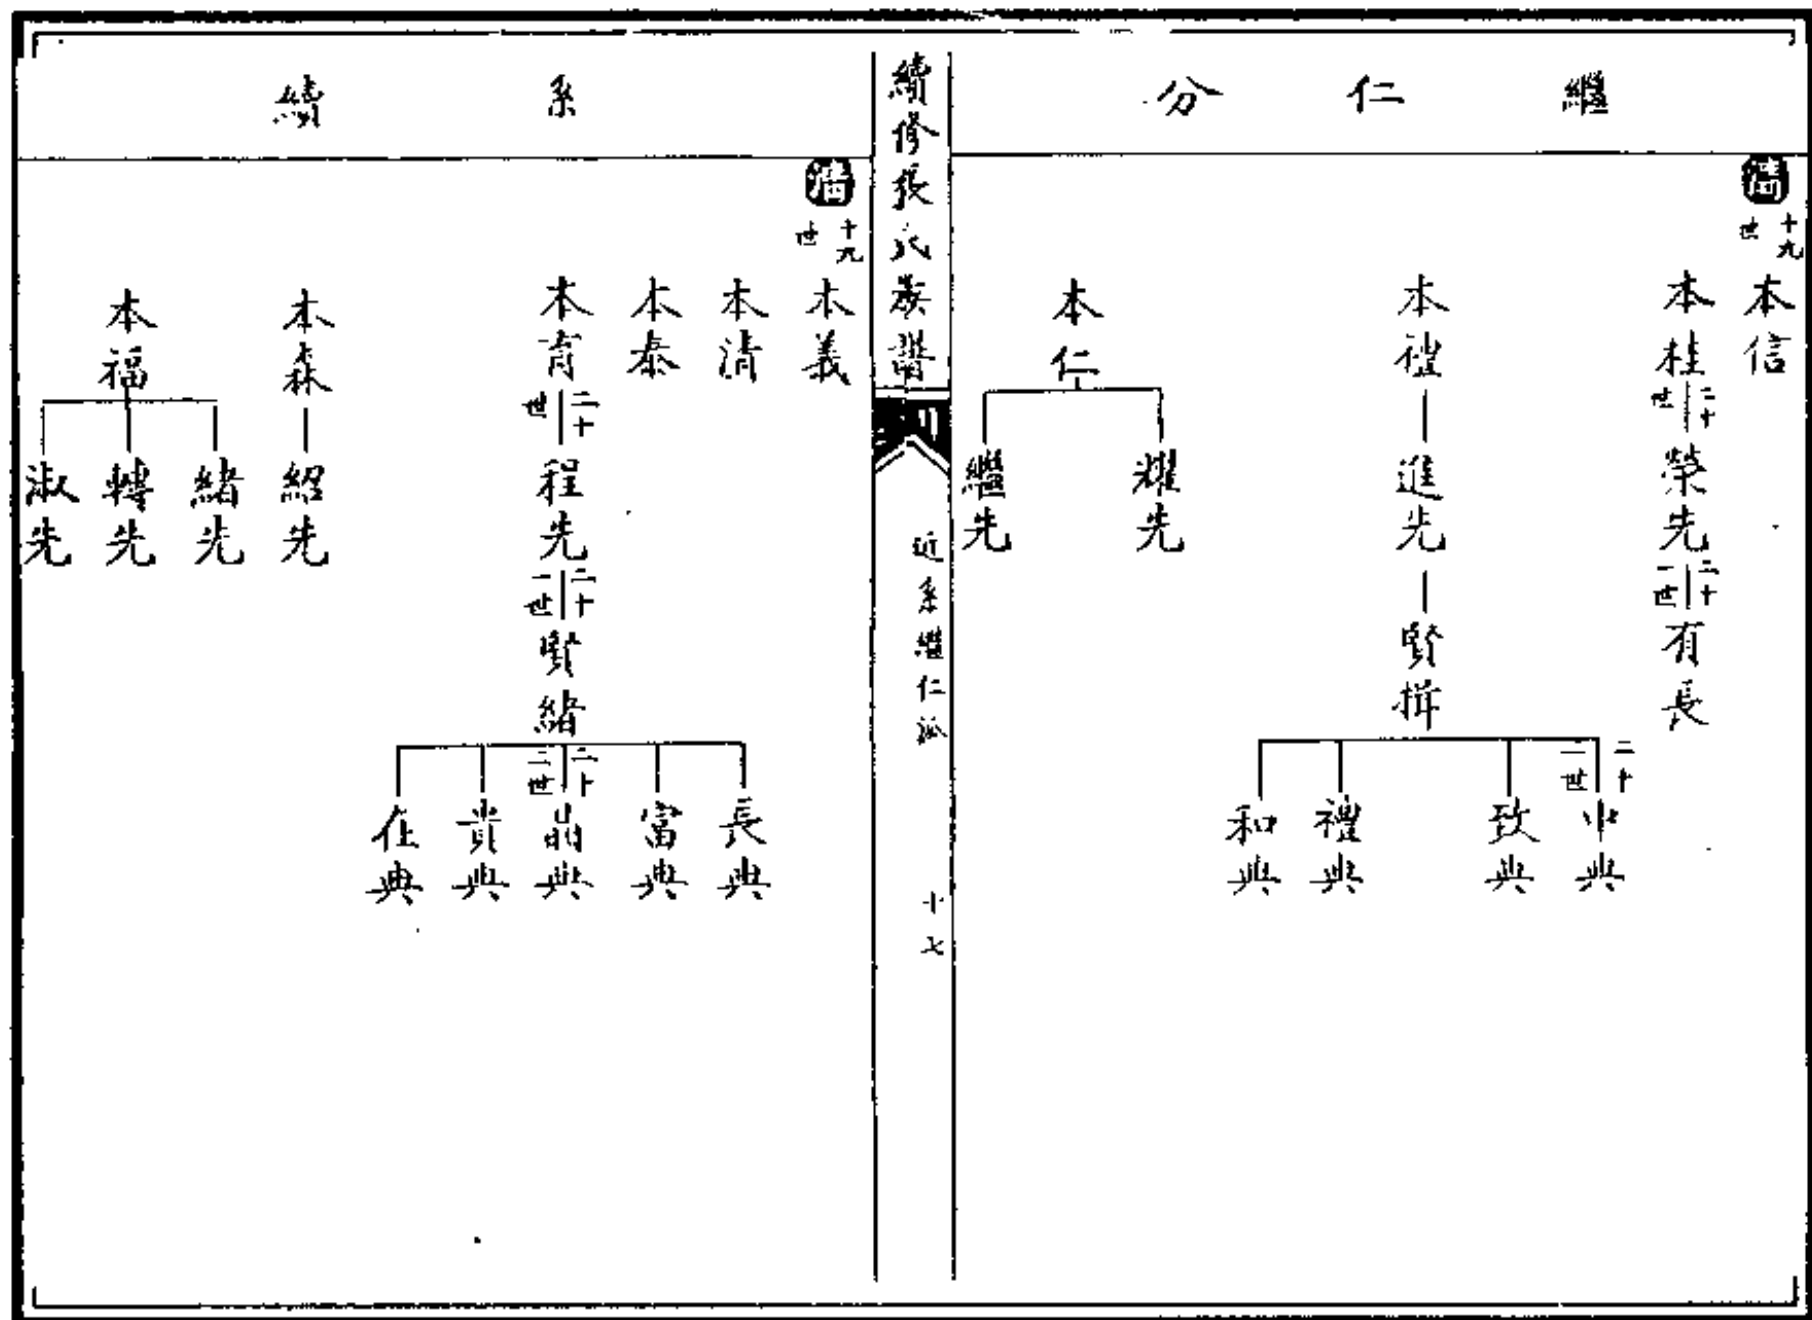 繼仁分
十九世
本信
本桂
二十世
榮先
二十一世
有長
本禮
進先
賢揖
二十二世
中典
致典
禮典
和典
本仁
耀先
繼先
續修張氏族譜
近系繼仁派
十七
系續
十九世
本義
本清
本泰
本育
二十世
程先
二十一世
賢緒
二十二世
長典
富典
典
貴典
在典
本森
紹先
本福
緒先
轉先
淑先